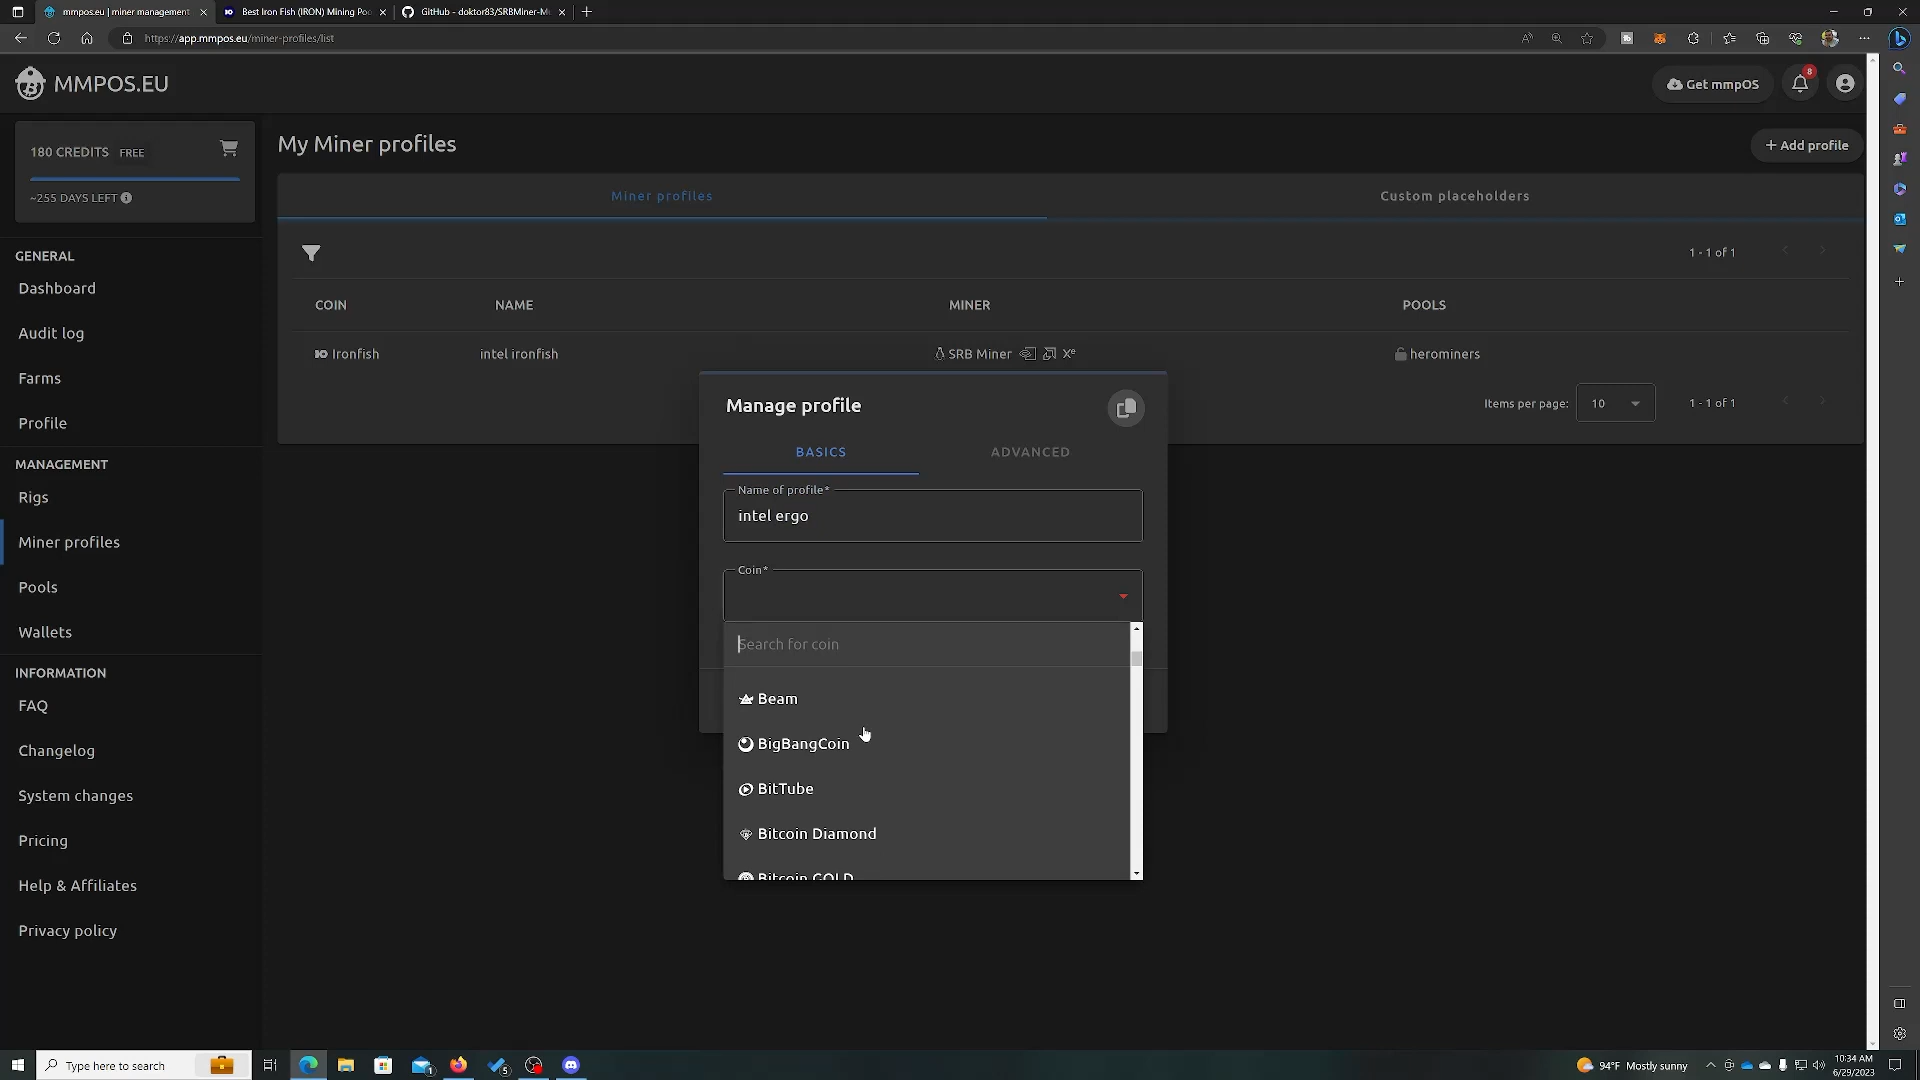 mmpos.eu | miner management
Best Iron Fish (IRON) Mining Poo
GitHub - doktor83/SRBMiner-M
https://app.mmpos.eu/miner-profiles/list
MMPOS.EU
Get mmpOS
8
180 CREDITS FREE
~255 DAYS LEFT
My Miner profiles
+ Add profile
Miner profiles
Custom placeholders
1 - 1 of 1
COIN
NAME
MINER
POOLS
Ironfish
intel ironfish
SRB Miner
Xe
herominers
Items per page:
10
1 - 1 of 1
GENERAL
Dashboard
Audit log
Farms
Profile
MANAGEMENT
Rigs
Miner profiles
Pools
Wallets
INFORMATION
FAQ
Changelog
System changes
Pricing
Help & Affiliates
Privacy policy
Manage profile
BASICS
ADVANCED
Name of profile*
intel ergo
Coin*
Search for coin
Beam
BigBangCoin
BitTube
Bitcoin Diamond
Bitcoin GOLD
Type here to search
1
5
94°F Mostly sunny
10:34 AM
6/29/2023